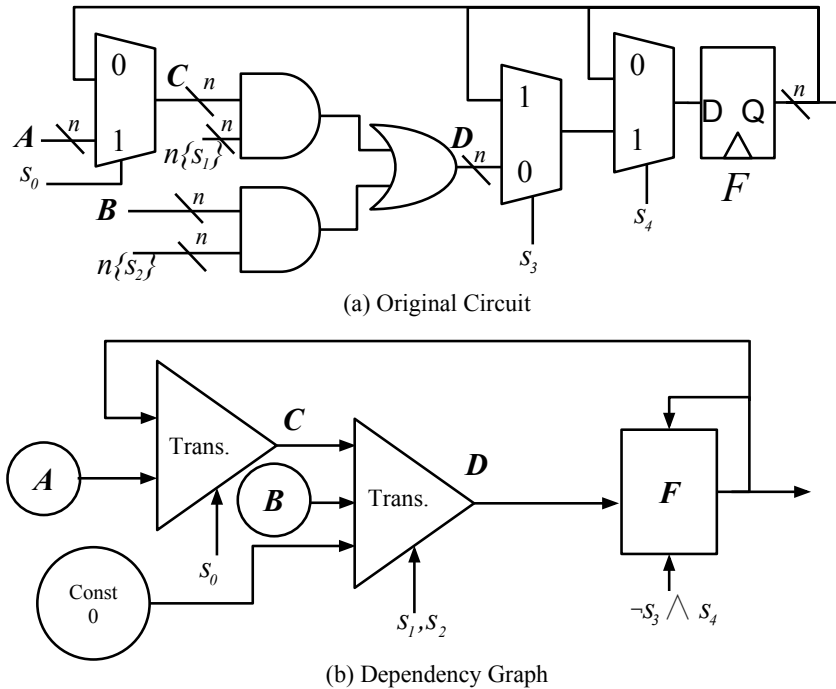 0
1
A
n
s₀
C
n
n
n{s₁}
B
n
n
n{s₂}
D
n
1
0
s₃
0
1
s₄
D Q
F
n
(a) Original Circuit
Trans.
C
A
s₀
B
Const
0
Trans.
s₁,s₂
D
F
¬s₃ ∧ s₄
(b) Dependency Graph